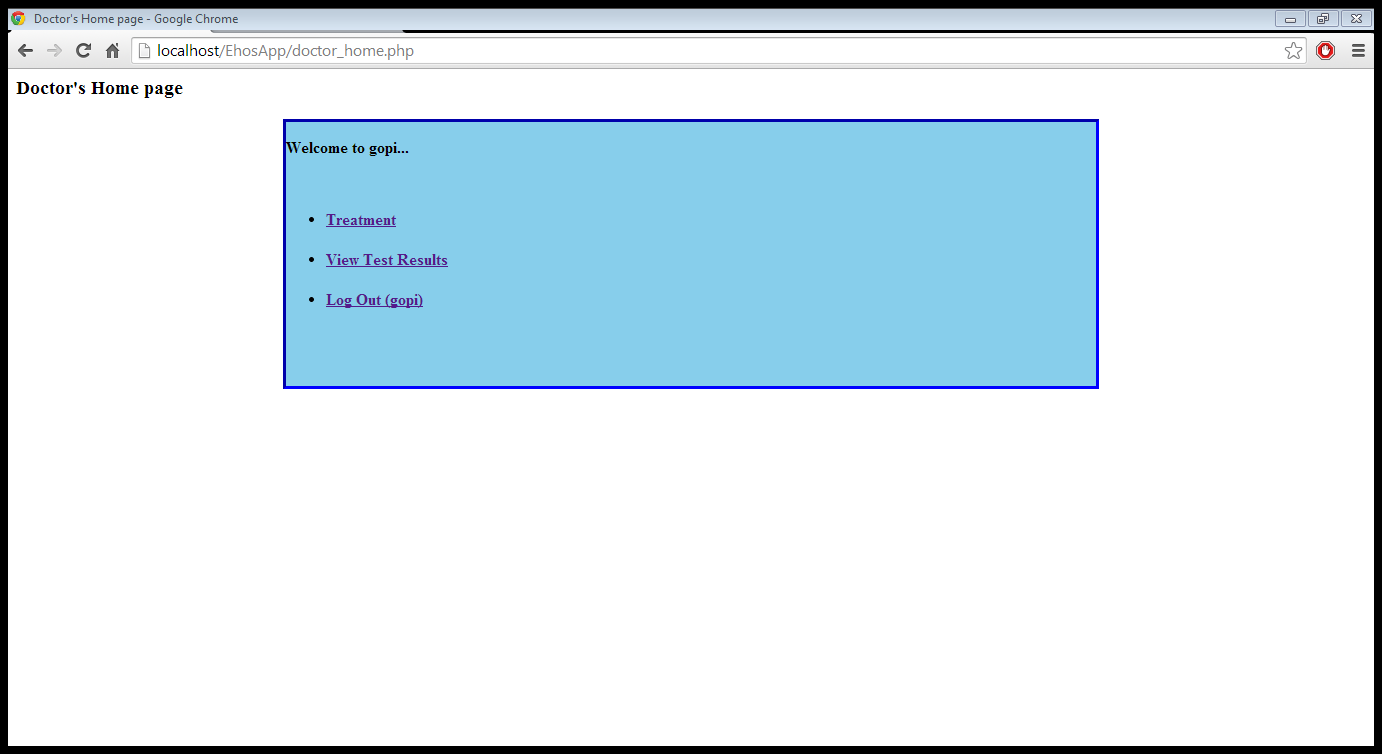 Doctor's Home page - Google Chrome
localhost/EhosApp/doctor_home.php
Doctor's Home page
Welcome to gopi...
Treatment
View Test Results
Log Out (gopi)